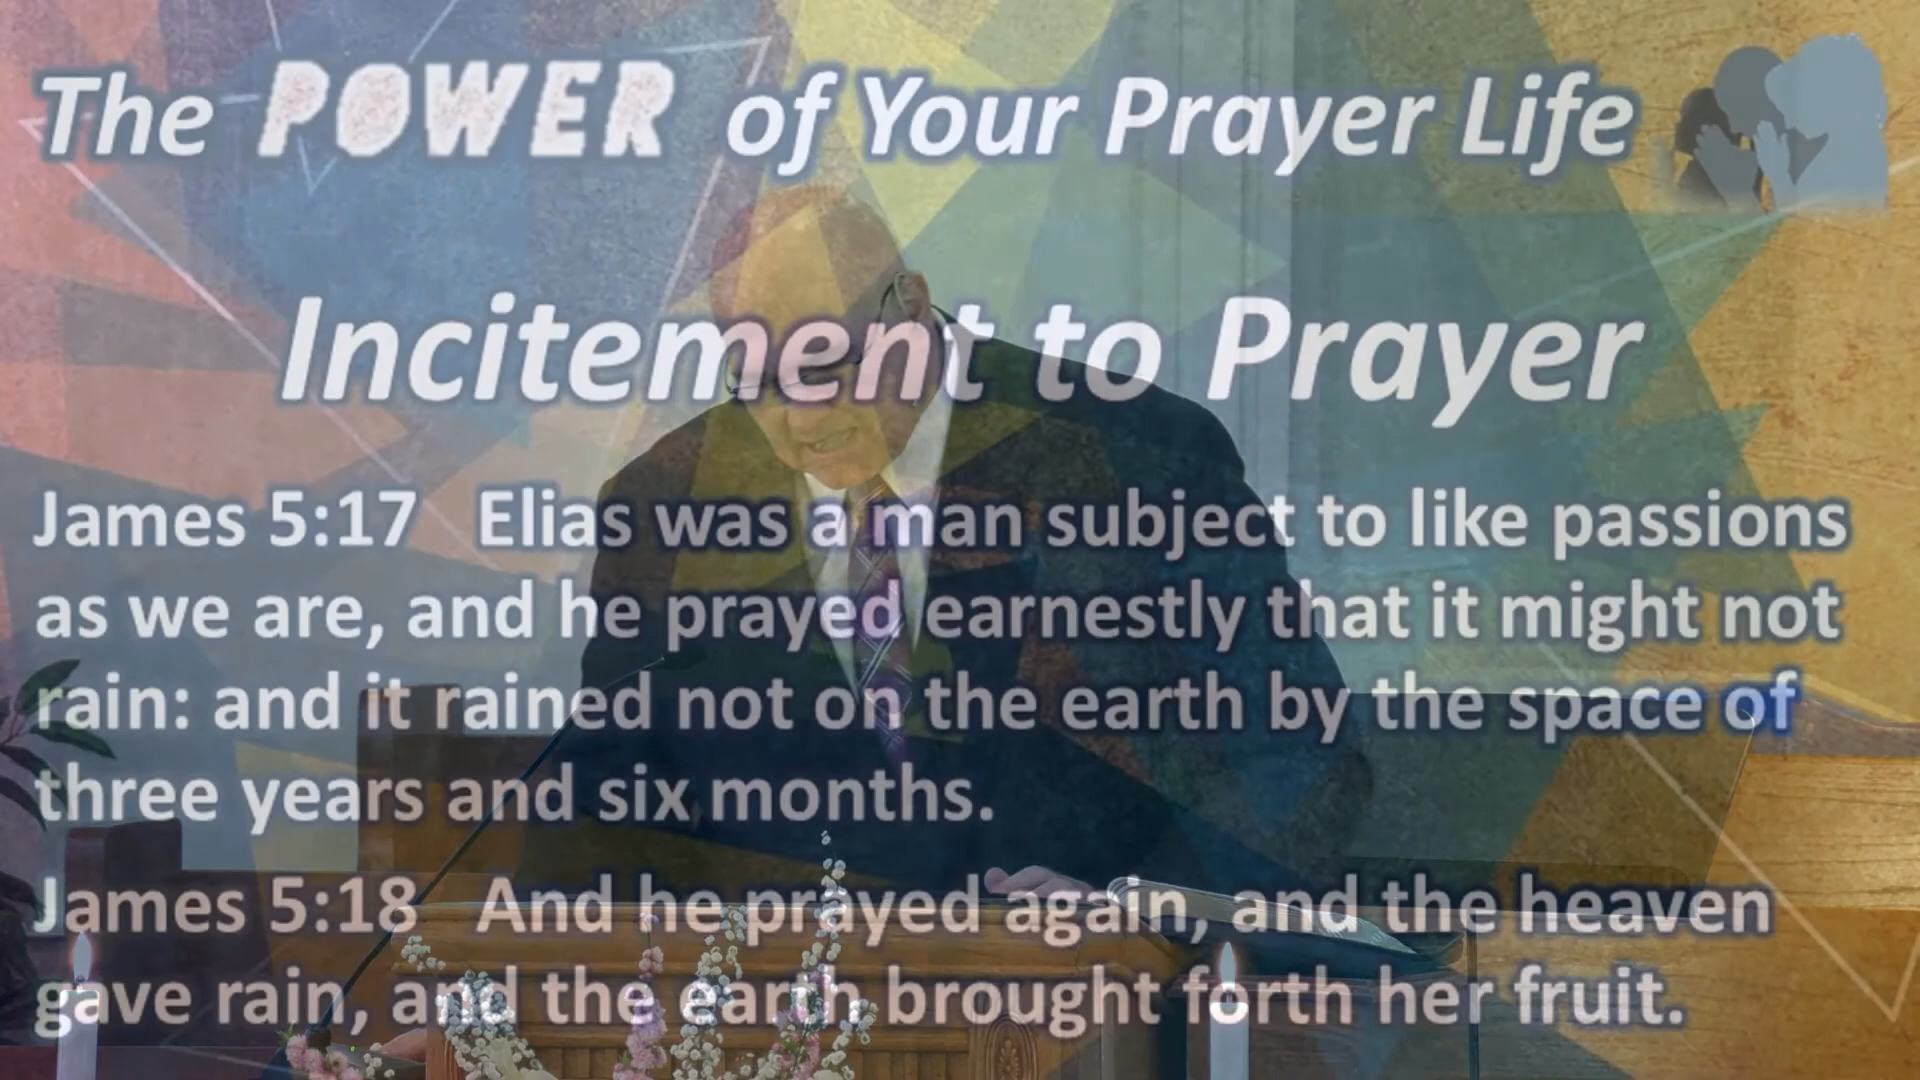 The POWER of Your Prayer Life
Incitement to Prayer
James 5:17 Elias was a man subject to like passions
as we are, and he prayed earnestly that it might not
rain: and it rained not on the earth by the space of
three years and six months.
James 5:18 And he prayed again, and the heaven
gave rain, and the earth brought forth her fruit.